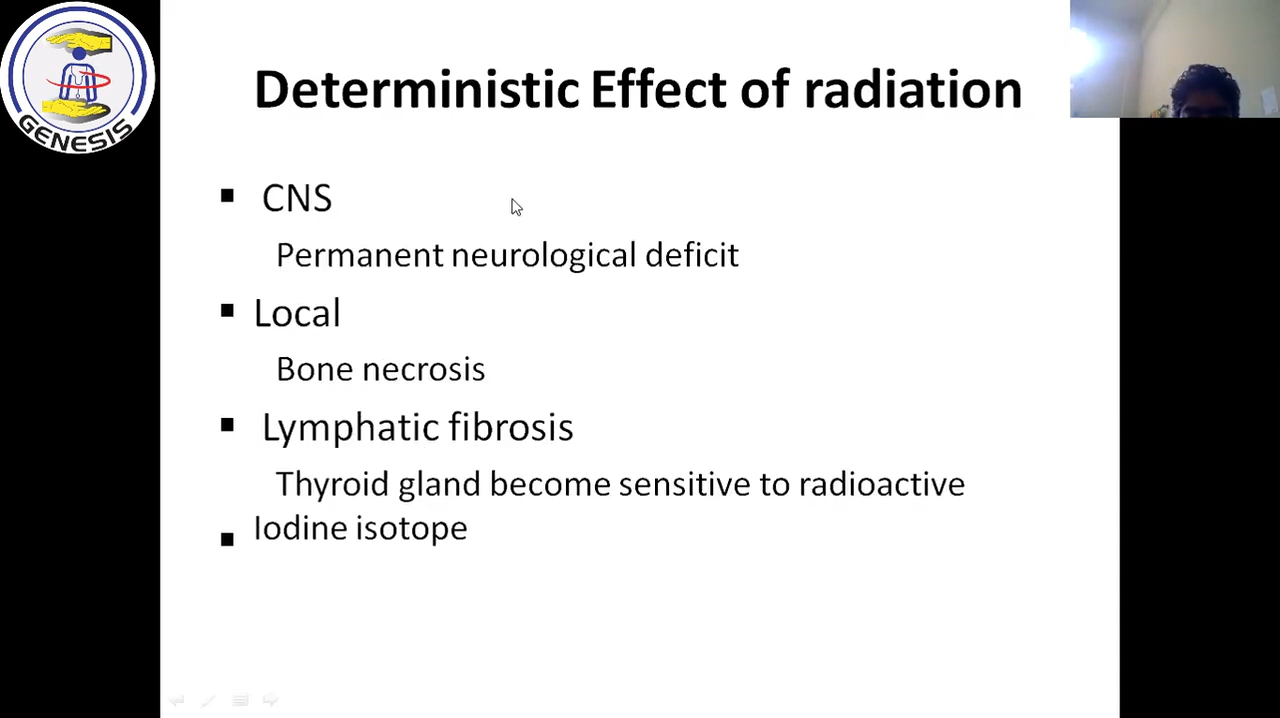 GENESIS
Deterministic Effect of radiation
▪ CNS
Permanent neurological deficit
▪ Local
Bone necrosis
▪ Lymphatic fibrosis
Thyroid gland become sensitive to radioactive
▪ Iodine isotope